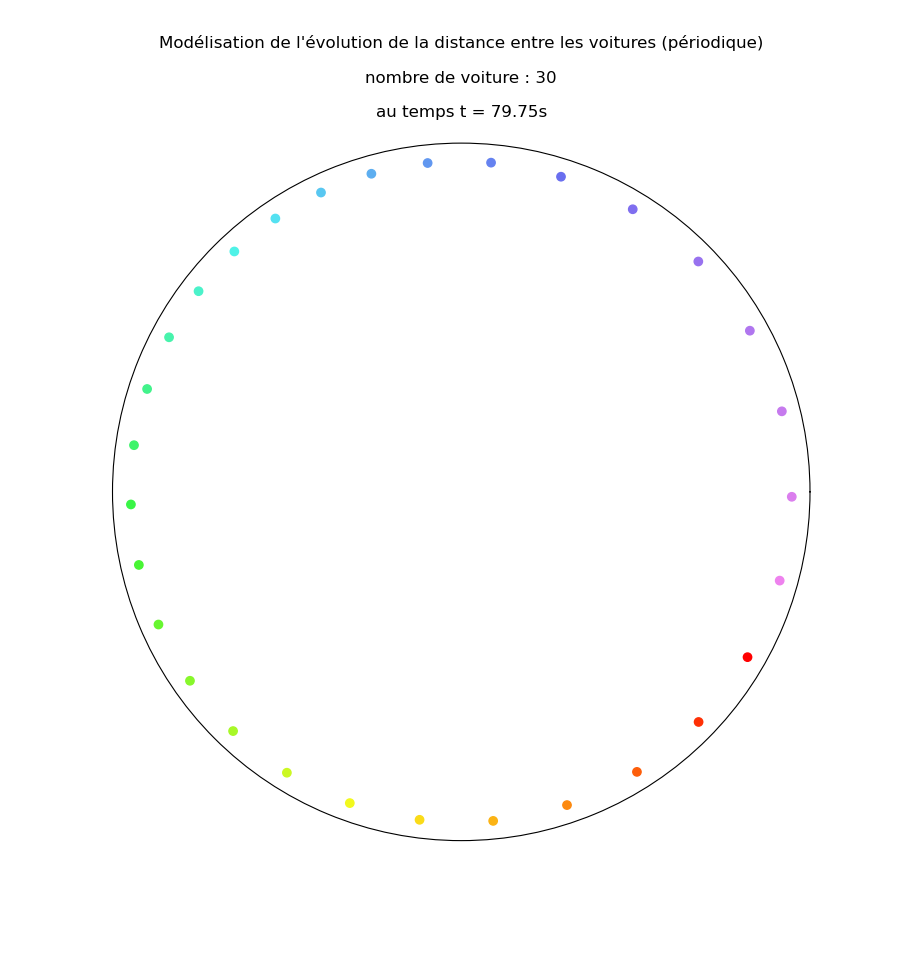 Modélisation de l'évolution de la distance entre les voitures (périodique)
nombre de voiture : 30
au temps t = 79.75s